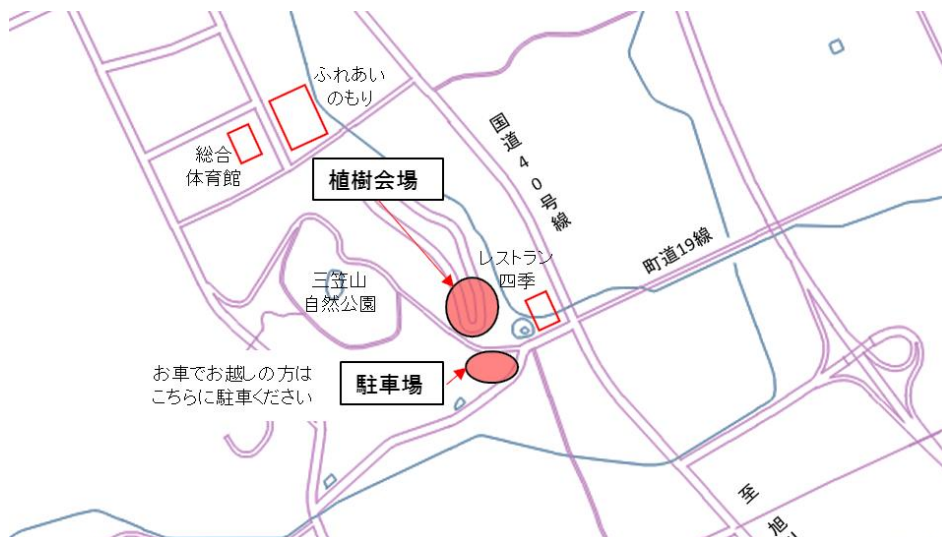 ふれあい
のもり
総合
体育館
植樹会場
国道40号線
レストラン
四季
町道19線
三笠山
自然公園
お車でお越しの方は
こちらに駐車ください
駐車場
至 旭